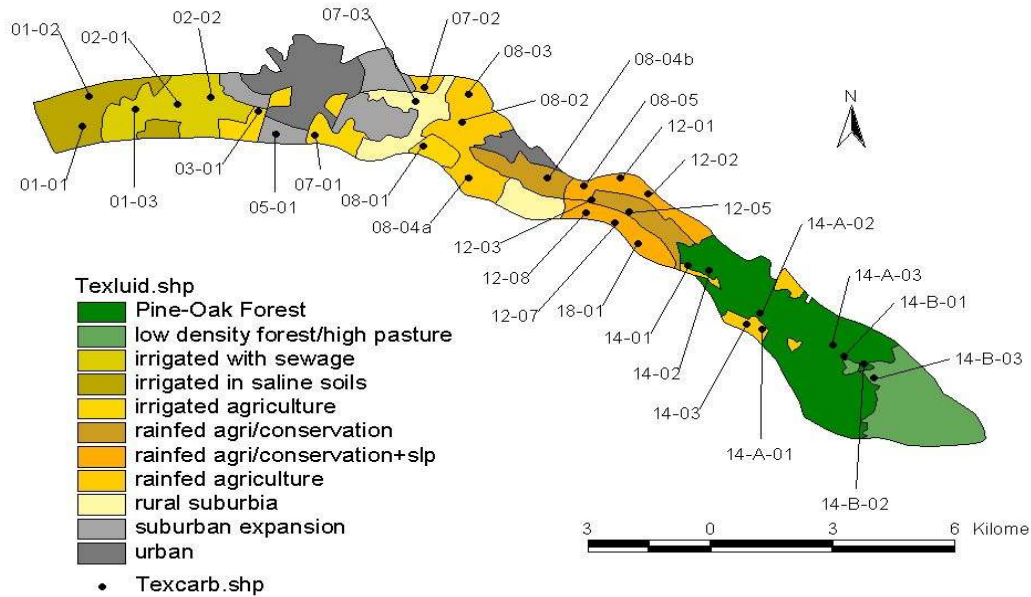 07-03
07-02
02-02
01-02
02-01
08-03
08-04b
08-02
08-05
12-01
N
12-02
03-01
01-01
07-01
01-03
05-01
08-01
12-05
08-04a
14-A-02
12-03
14-A-03
12-08
14-B-01
12-07
18-01
14-01
14-B-03
14-02
14-03
14-A-01
14-B-02
Texluid.shp
Pine-Oak Forest
low density forest/high pasture
irrigated with sewage
irrigated in saline soils
irrigated agriculture
rainfed agri/conservation
rainfed agri/conservation+slp
rainfed agriculture
rural suburbia
suburban expansion
urban
Texcarb.shp
3 0 3 6 Kilome